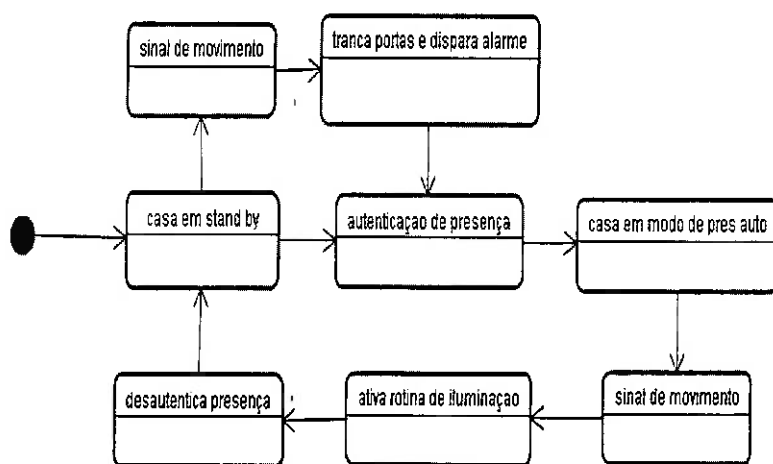 sinal de movimento
tranca portas e dispara alarme
casa em stand by
autenticaçao de presença
casa em modo de pres auto
desautentica presença
ativa rotina de iluminaçao
sinal de movimento